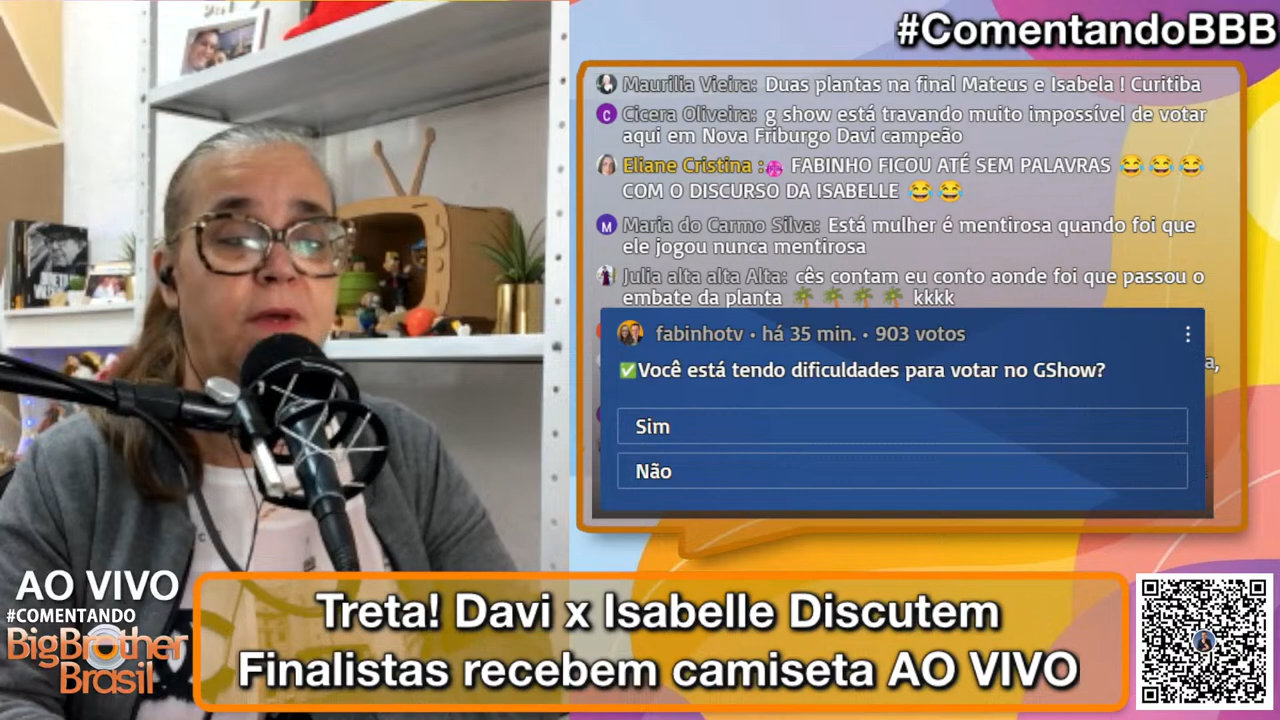 #ComentandoBBB
Maurilia Vieira: Duas plantas na final Mateus e Isabela ! Curitiba
C
Cicera Oliveira: g show está travando muito impossível de votar
aqui em Nova Friburgo Davi campeão
Eliane Cristina : FABINHO FICOU ATÉ SEM PALAVRAS 😂 😂 😂
COM O DISCURSO DA ISABELLE 😂 😂
M
Maria do Carmo Silva: Está mulher é mentirosa quando foi que
ele jogou nunca mentirosa
Julia alta alta Alta: cês contam eu conto aonde foi que passou o
embate da planta 🌴 🌴 🌴 🌴 kkkk
fabinhotv • há 35 min. • 903 votos
✅Você está tendo dificuldades para votar no GShow?
Sim
Não
AO VIVO
#COMENTANDO
BigBrother
Brasil
Treta! Davi x Isabelle Discutem
Finalistas recebem camiseta AO VIVO